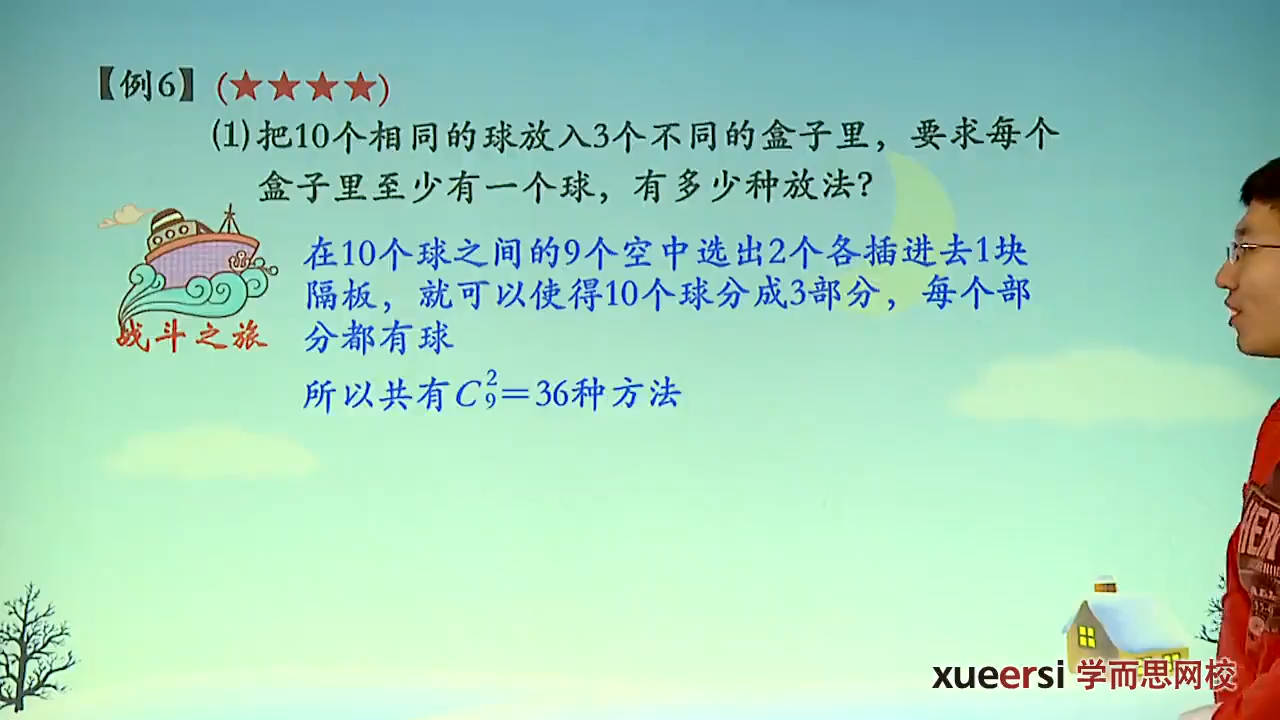 【例6】(★★★★)
(1)把10个相同的球放入3个不同的盒子里，要求每个
盒子里至少有一个球，有多少种放法？
在10个球之间的9个空中选出2个各插进去1块
隔板，就可以使得10个球分成3部分，每个部
分都有球
战斗之旅
所以共有C²₉＝36种方法
HER
xueersi 学而思网校